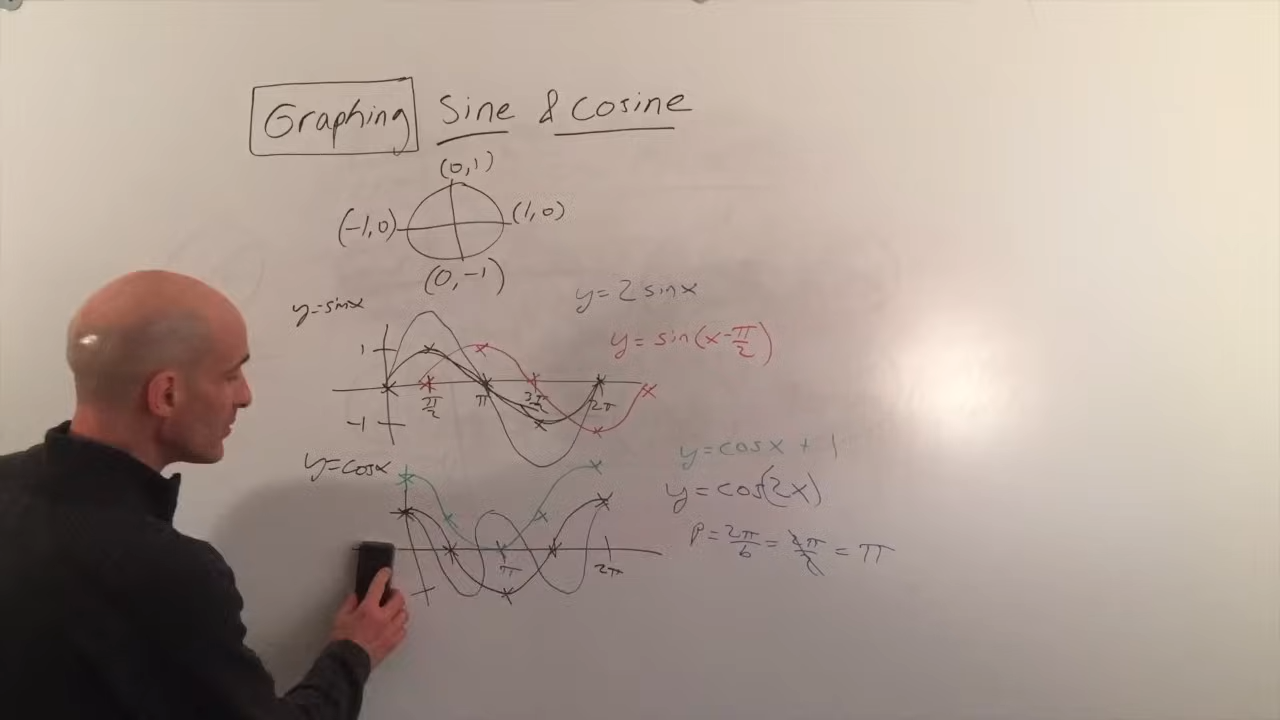 Graphing Sine & Cosine
(0,1)
(-1,0) (1,0)
(0,-1)
y=sinx
y=2sinx
y=sin(x-π/2)
1
π/2 π 3π/2 2π
-1
y=cosx
y=cosx+1
y=cos(2x)
P=2π/b=2π/2=π
π 2π